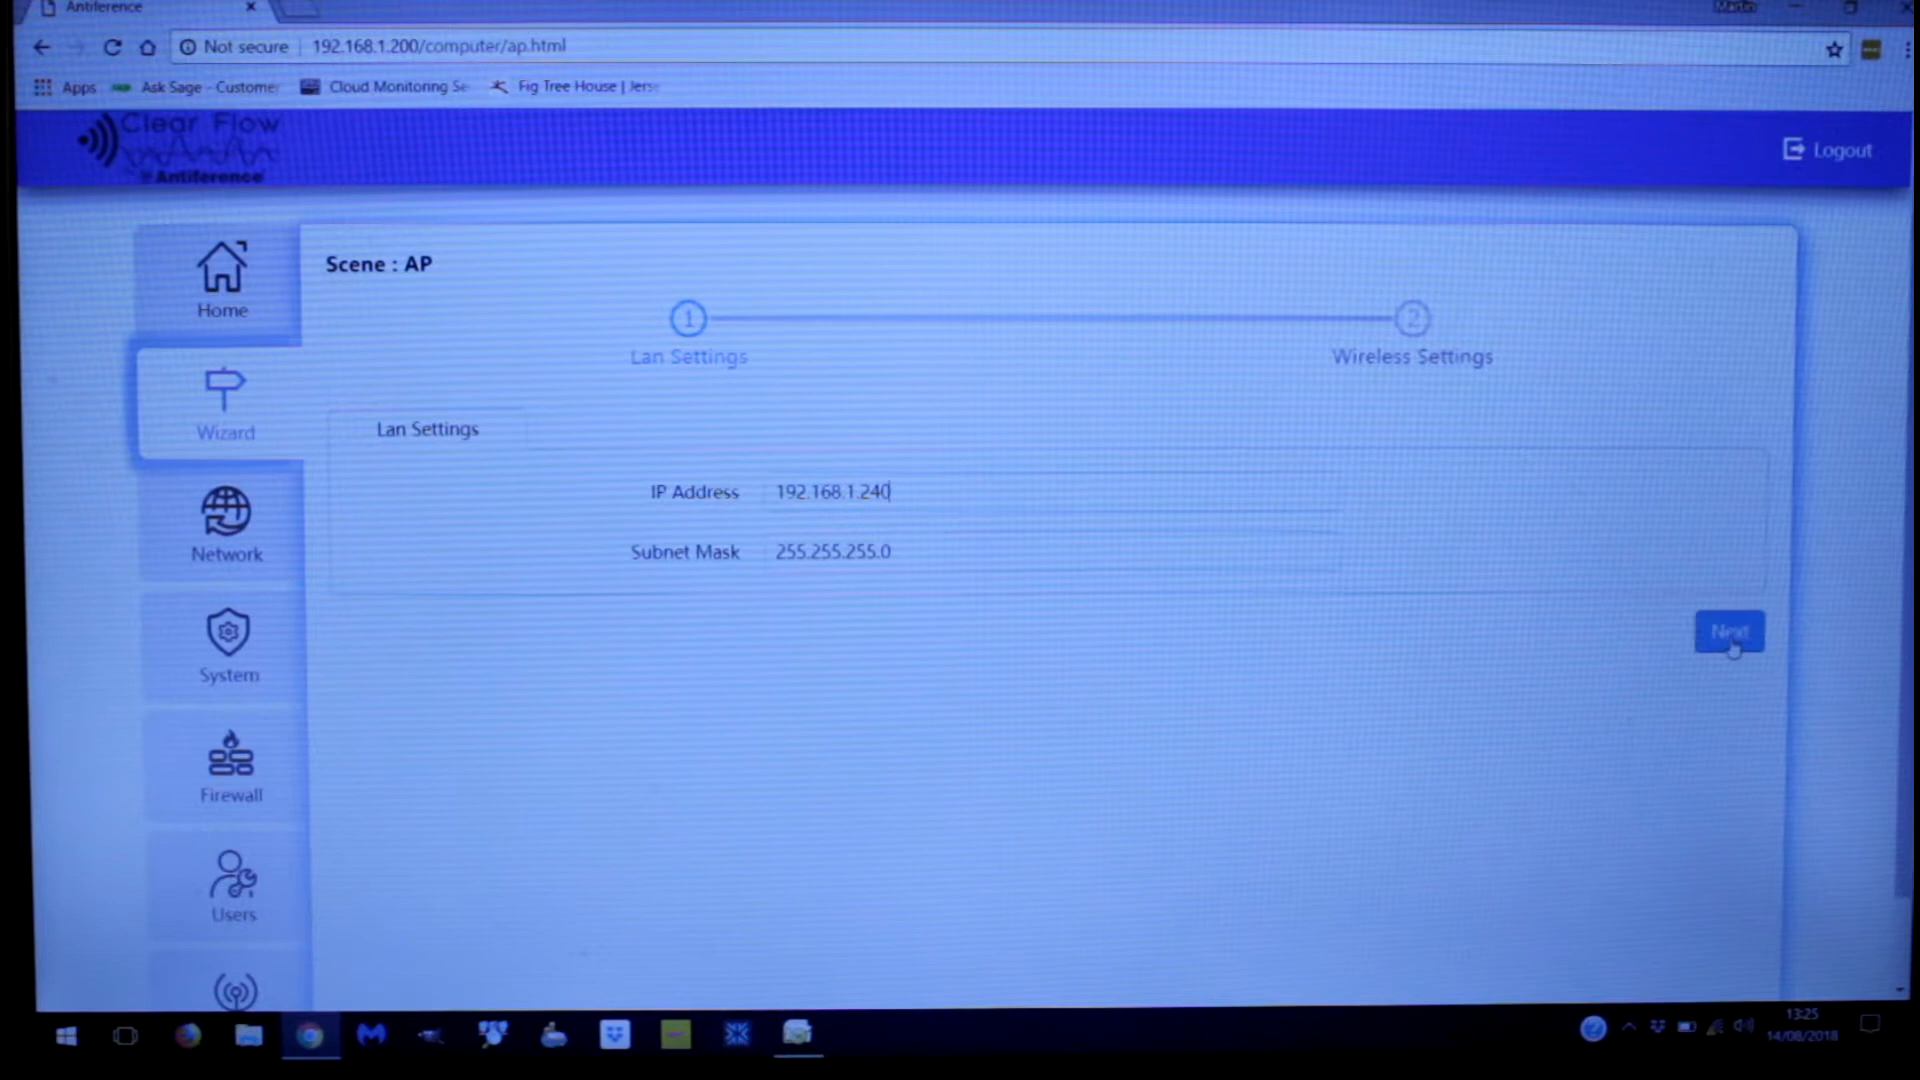 Antiference
Martin
Not secure | 192.168.1.200/computer/ap.html
Apps Ask Sage - Customer Cloud Monitoring Se Fig Tree House | Jerse
Clear Flow
Antiference
Logout
Home
Wizard
Network
System
Firewall
Users
Scene : AP
1 2
Lan Settings Wireless Settings
Lan Settings
IP Address 192.168.1.240
Subnet Mask 255.255.255.0
Next
13:25
14/08/2018